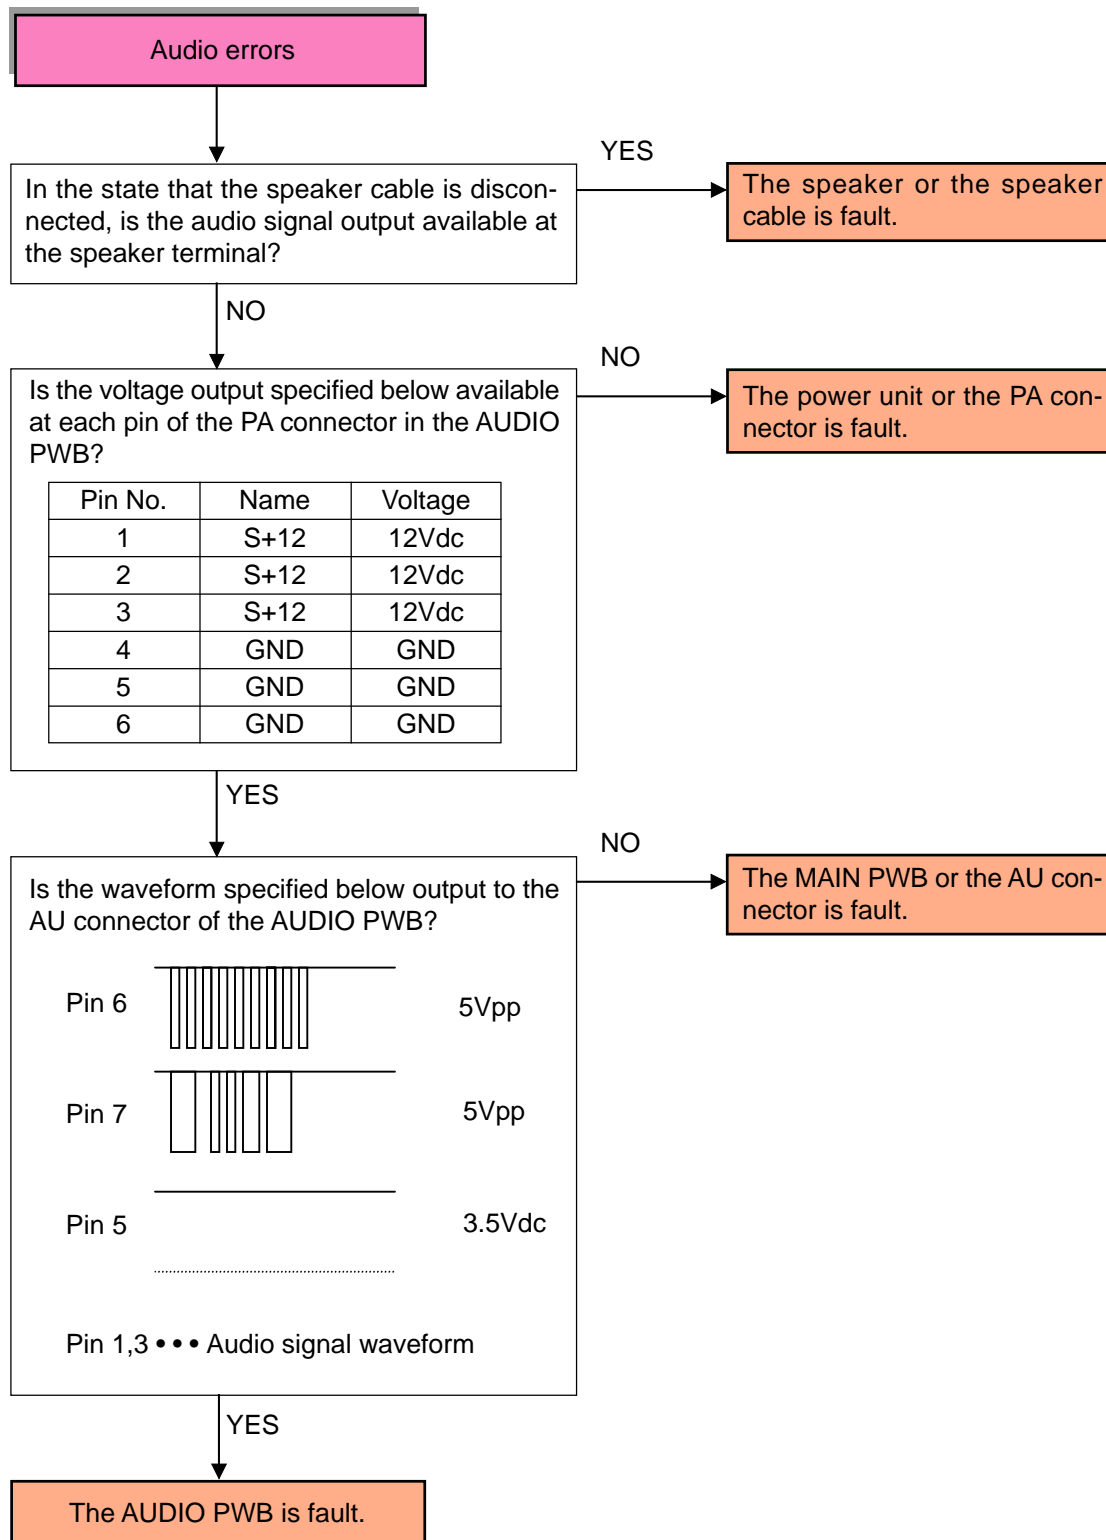 Audio errors
YES
In the state that the speaker cable is discon-
nected, is the audio signal output available at
the speaker terminal?
The speaker or the speaker
cable is fault.
NO
NO
Is the voltage output specified below available
at each pin of the PA connector in the AUDIO
PWB?
The power unit or the PA con-
nector is fault.
Pin No. Name Voltage
1 S+12 12Vdc
2 S+12 12Vdc
3 S+12 12Vdc
4 GND GND
5 GND GND
6 GND GND
YES
NO
Is the waveform specified below output to the
AU connector of the AUDIO PWB?
The MAIN PWB or the AU con-
nector is fault.
Pin 6 5Vpp
Pin 7 5Vpp
Pin 5 3.5Vdc
Pin 1,3 ••• Audio signal waveform
YES
The AUDIO PWB is fault.